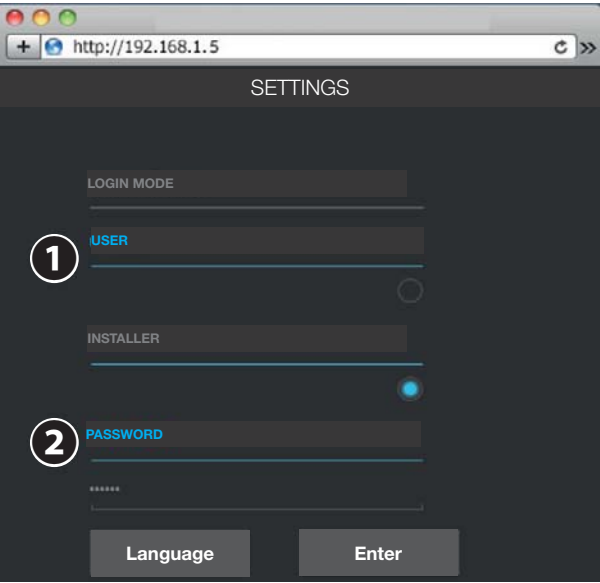 http://192.168.1.5
SETTINGS
LOGIN MODE
1
USER
INSTALLER
2
PASSWORD
••••••
Language
Enter